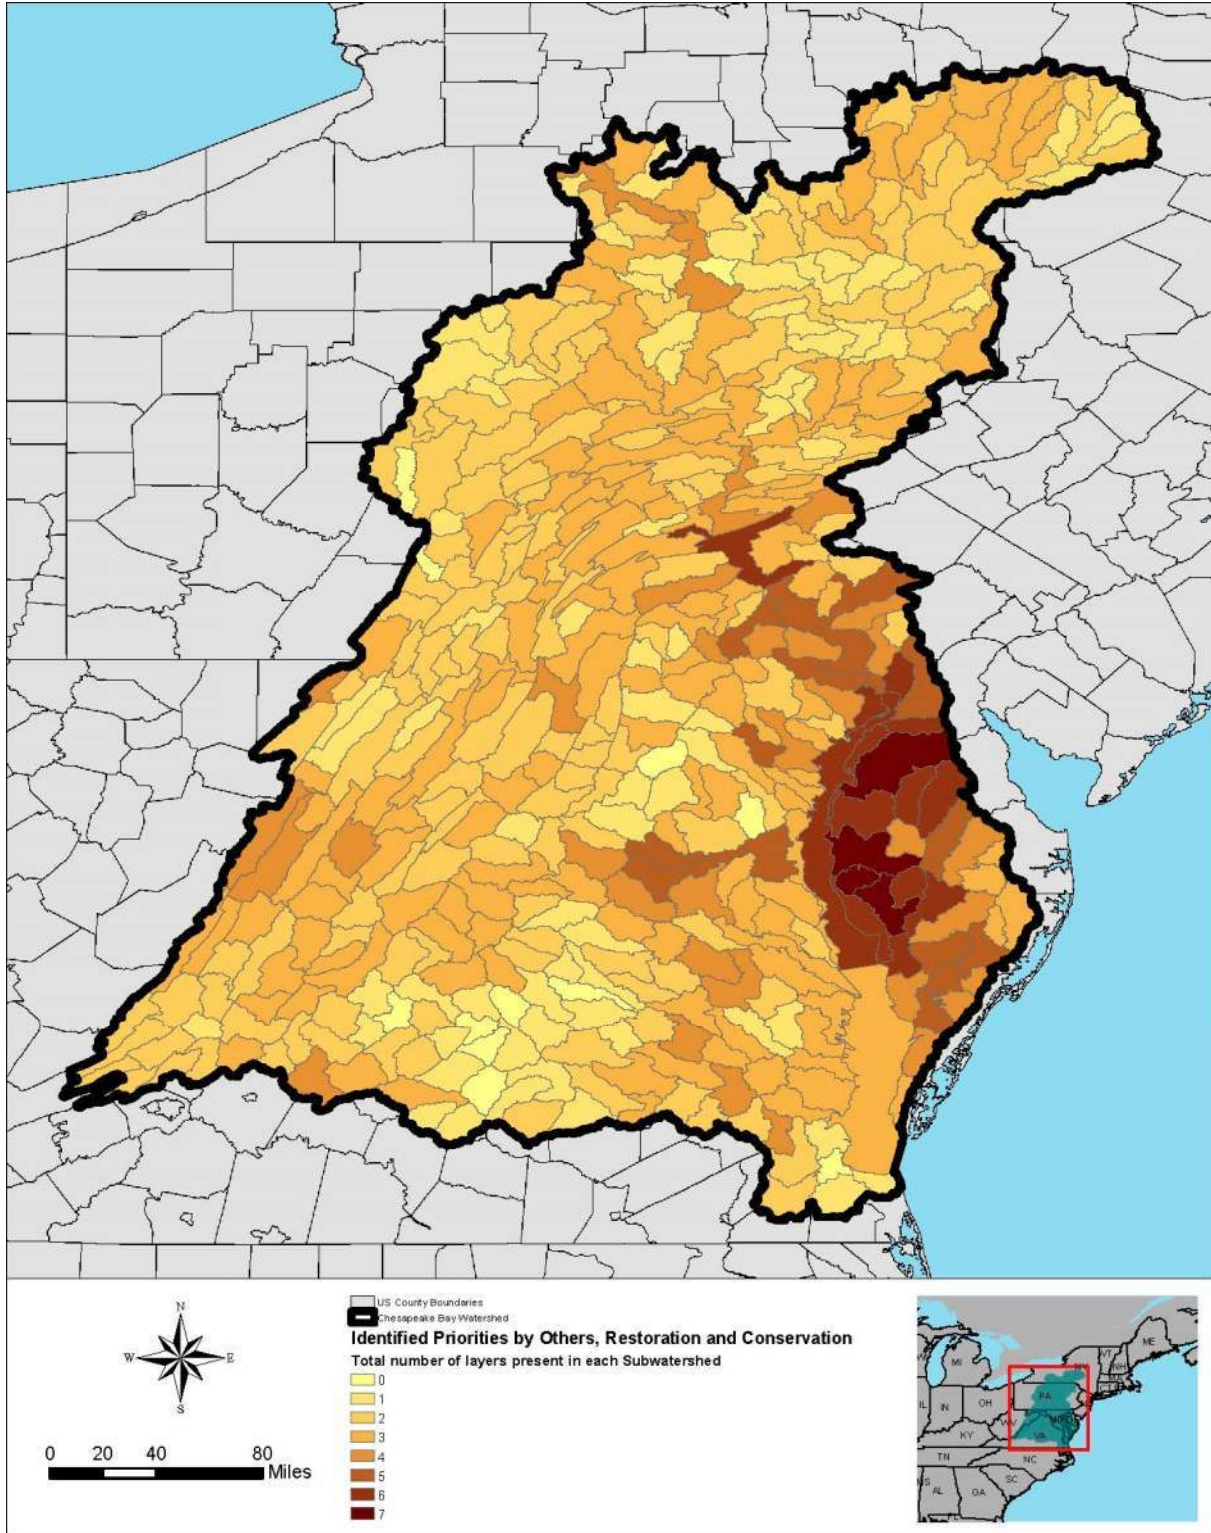 N
W
E
S
US County Boundaries
Chesapeake Bay Watershed
Identified Priorities by Others, Restoration and Conservation
Total number of layers present in each Subwatershed
0
1
2
3
4
5
6
7
0 20 40 80
Miles
ME
VT
NH
NY
MI
PA
OH
IL
IN
WV
VA
KY
TN
NC
SC
MS
AL
GA